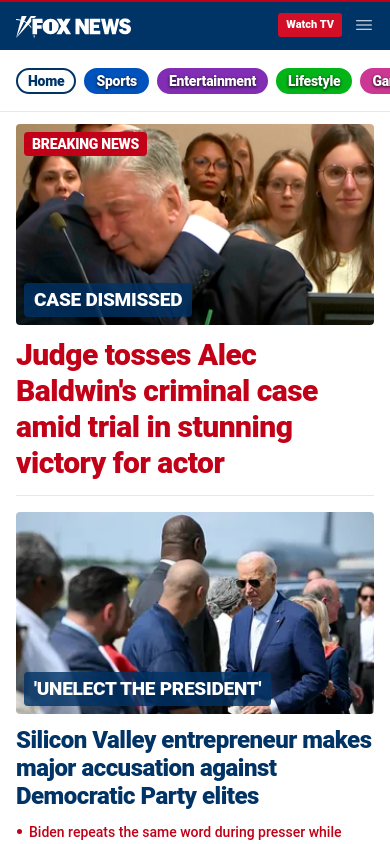 FOX NEWS
Watch TV
Home
Sports
Entertainment
Lifestyle
BREAKING NEWS
CASE DISMISSED
Judge tosses Alec
Baldwin's criminal case
amid trial in stunning
victory for actor
'UNELECT THE PRESIDENT'
Silicon Valley entrepreneur makes
major accusation against
Democratic Party elites
• Biden repeats the same word during presser while